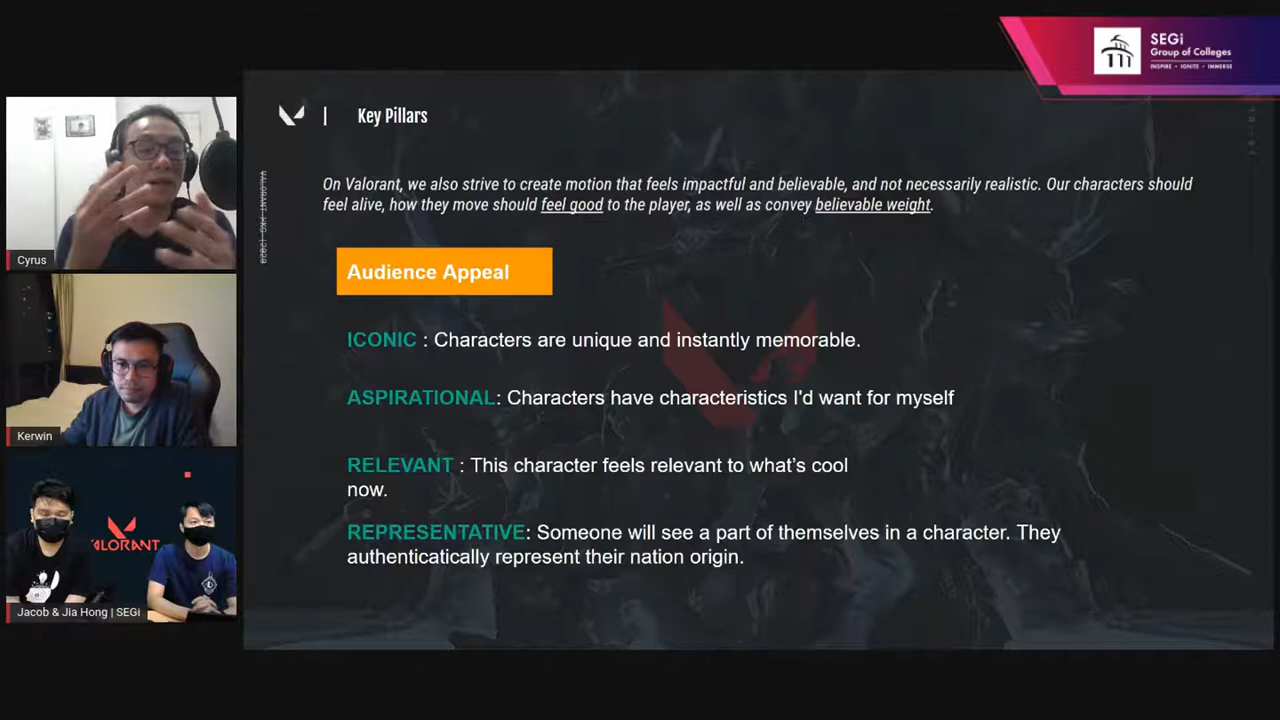 SEGi
Group of Colleges
INSPIRE • IGNITE • IMMERSE
Key Pillars
On Valorant, we also strive to create motion that feels impactful and believable, and not necessarily realistic. Our characters should
feel alive, how they move should feel good to the player, as well as convey believable weight.
Audience Appeal
ICONIC : Characters are unique and instantly memorable.
ASPIRATIONAL: Characters have characteristics I'd want for myself
RELEVANT : This character feels relevant to what's cool
now.
REPRESENTATIVE: Someone will see a part of themselves in a character. They
authenticatically represent their nation origin.
Cyrus
Kerwin
VALORANT
Jacob & Jia Hong | SEGi